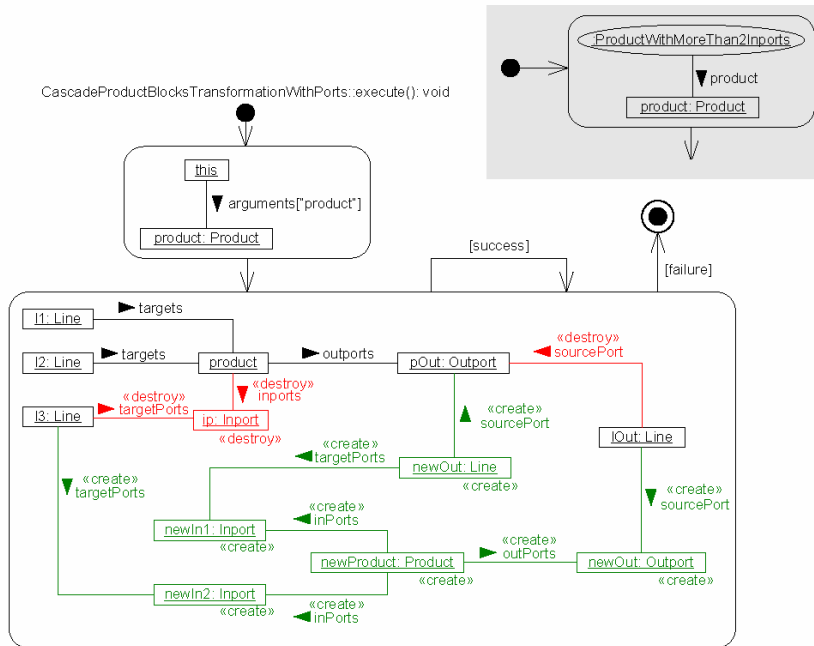 :ProductWithMoreThan2Inports
product
product: Product
CascadeProductBlocksTransformationWithPorts::execute(): void
this
arguments["product"]
product: Product
[success]
[failure]
l1: Line
targets
l2: Line
targets
product
outports
pOut: Outport
«destroy»
sourcePort
l3: Line
«destroy»
targetPorts
«destroy»
inports
ip: Inport
«destroy»
lOut: Line
«create»
sourcePort
«create»
targetPorts
newOut: Line
«create»
«create»
targetPorts
«create»
sourcePort
newIn1: Inport
«create»
«create»
inPorts
newProduct: Product
«create»
«create»
outPorts
newOut: Outport
«create»
newIn2: Inport
«create»
«create»
inPorts